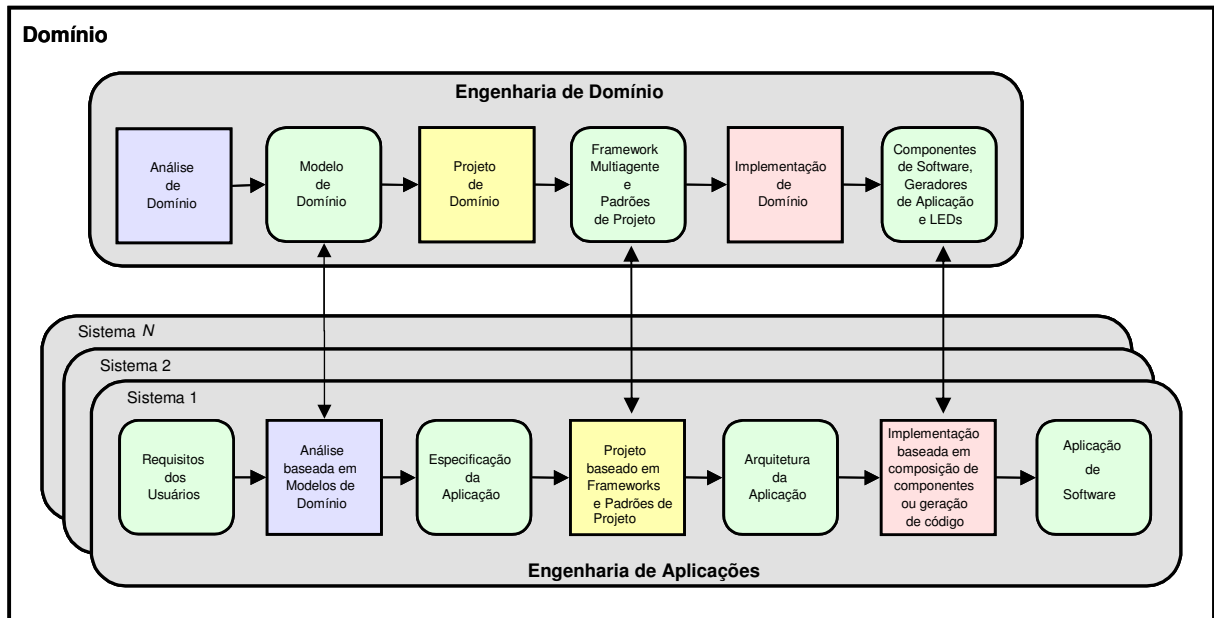 Domínio
Engenharia de Domínio
Análise
de
Domínio
Modelo
de
Domínio
Projeto
de
Domínio
Framework
Multiagente
e
Padrões
de Projeto
Implementação
de
Domínio
Componentes
de Software,
Geradores
de Aplicação
e LEDs
Sistema N
Sistema 2
Sistema 1
Requisitos
dos
Usuários
Análise
baseada em
Modelos de
Domínio
Especificação
da
Aplicação
Projeto
baseado em
Frameworks
e Padrões de
Projeto
Arquitetura
da
Aplicação
Implementação
baseada em
composição de
componentes
ou geração
de código
Aplicação
de
Software
Engenharia de Aplicações